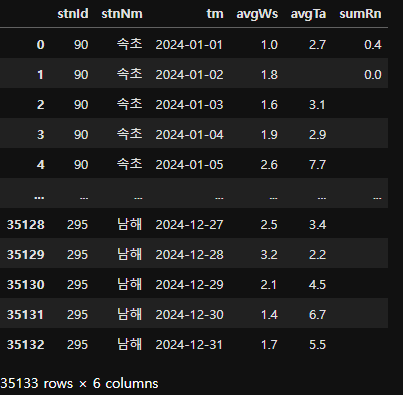 stnId stnNm tm avgWs avgTa sumRn
0 90 속초 2024-01-01 1.0 2.7 0.4
1 90 속초 2024-01-02 1.8 0.0
2 90 속초 2024-01-03 1.6 3.1
3 90 속초 2024-01-04 1.9 2.9
4 90 속초 2024-01-05 2.6 7.7
... ... ... ... ... ... ...
35128 295 남해 2024-12-27 2.5 3.4
35129 295 남해 2024-12-28 3.2 2.2
35130 295 남해 2024-12-29 2.1 4.5
35131 295 남해 2024-12-30 1.4 6.7
35132 295 남해 2024-12-31 1.7 5.5
35133 rows × 6 columns